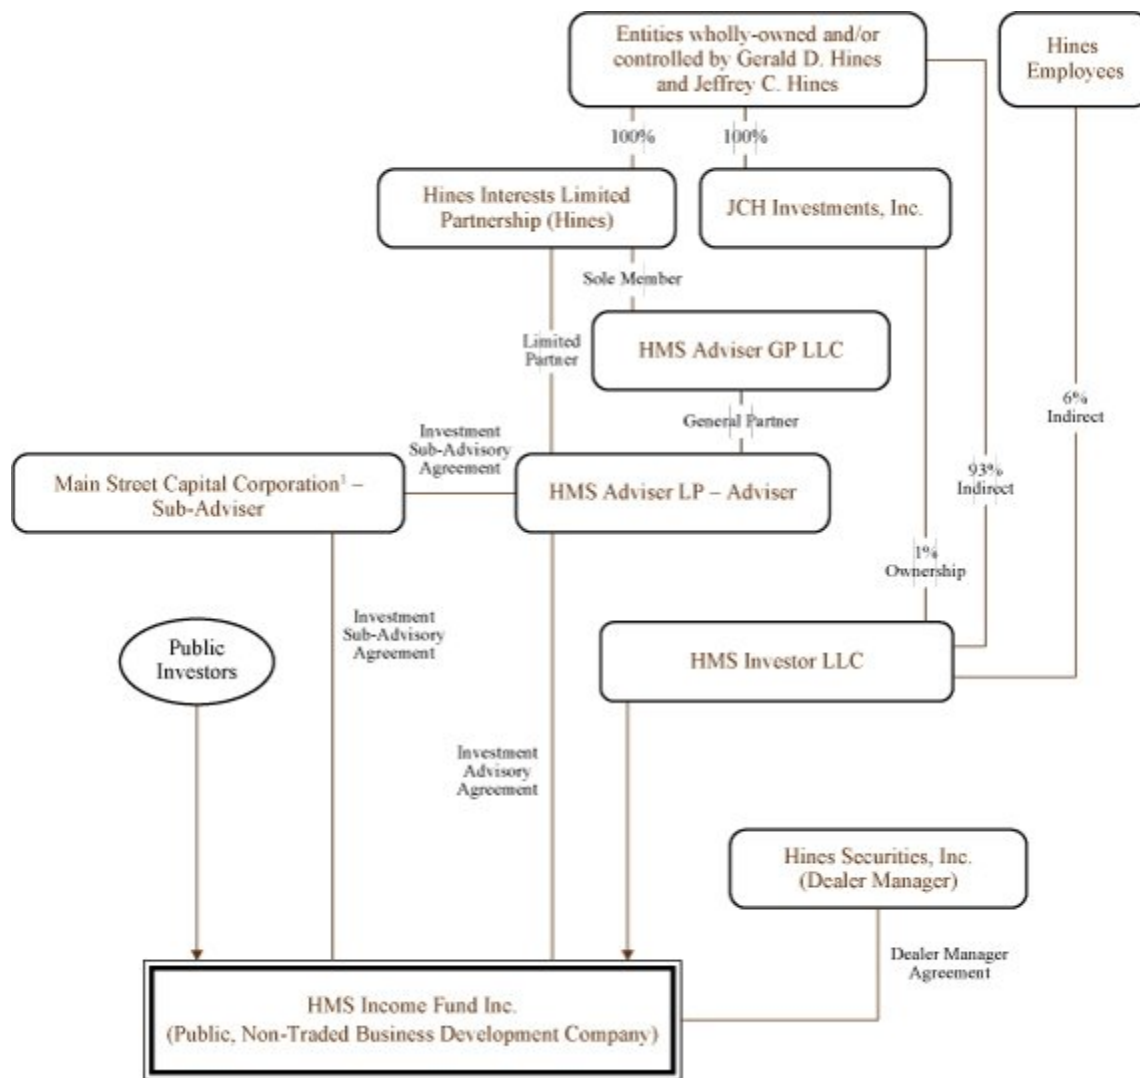 Entities wholly-owned and/or
controlled by Gerald D. Hines
and Jeffrey C. Hines
Hines
Employees
100%
100%
Hines Interests Limited
Partnership (Hines)
JCH Investments, Inc.
Sole Member
Limited
Partner
HMS Adviser GP LLC
General Partner
6%
Indirect
Investment
Sub-Advisory
Agreement
93%
Indirect
Main Street Capital Corporation¹ –
Sub-Adviser
HMS Adviser LP – Adviser
1%
Ownership
Investment
Sub-Advisory
Agreement
Public
Investors
HMS Investor LLC
Investment
Advisory
Agreement
Hines Securities, Inc.
(Dealer Manager)
Dealer Manager
Agreement
HMS Income Fund Inc.
(Public, Non-Traded Business Development Company)